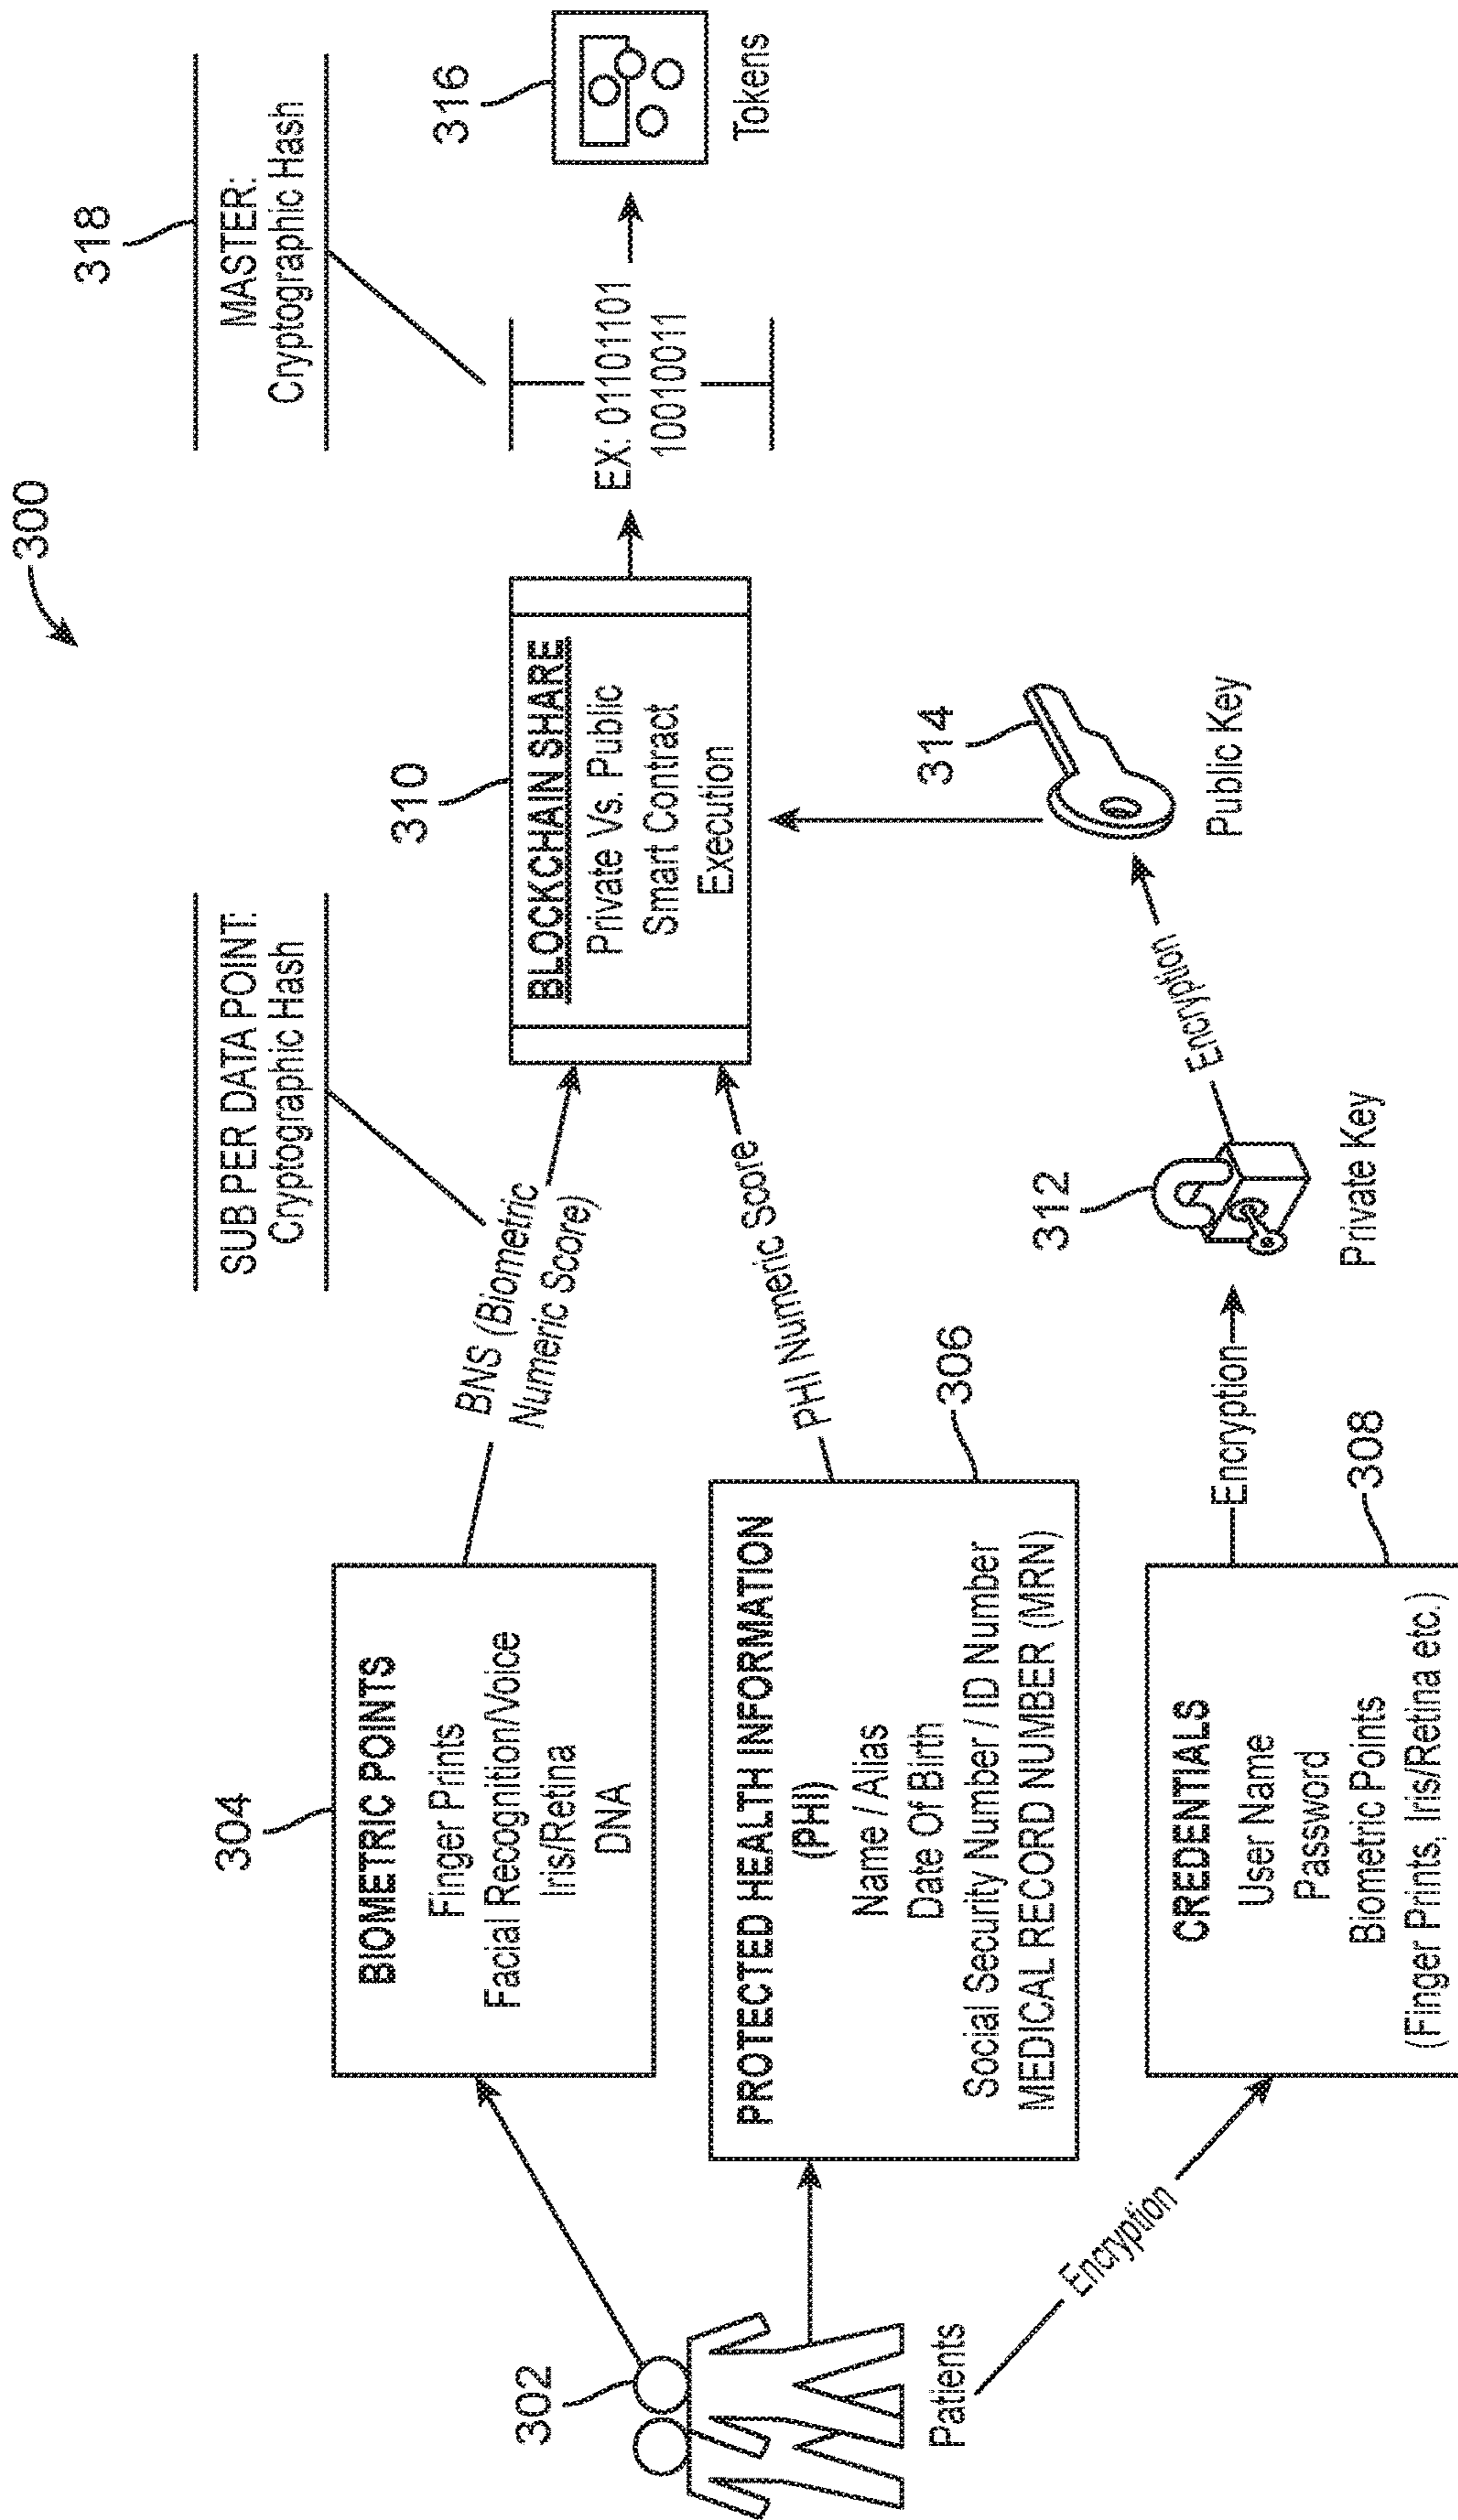 300
302
Patients
Encryption
304
BIOMETRIC POINTS
Finger Prints
Facial Recognition/Voice
Iris/Retina
DNA
PROTECTED HEALTH INFORMATION
(PHI)
Name / Alias
Date Of Birth
Social Security Number / ID Number
MEDICAL RECORD NUMBER (MRN)
306
CREDENTIALS
User Name
Password
Biometric Points
(Finger Prints, Iris/Retina etc.)
308
SUB PER DATA POINT:
Cryptographic Hash
BNS (Biometric
Numeric Score)
PHI Numeric Score
Encryption
312
Private Key
Encryption
314
Public Key
310
BLOCKCHAIN SHARE
Private Vs. Public
Smart Contract
Execution
318
MASTER:
Cryptographic Hash
EX: 01101101
10010011
316
Tokens